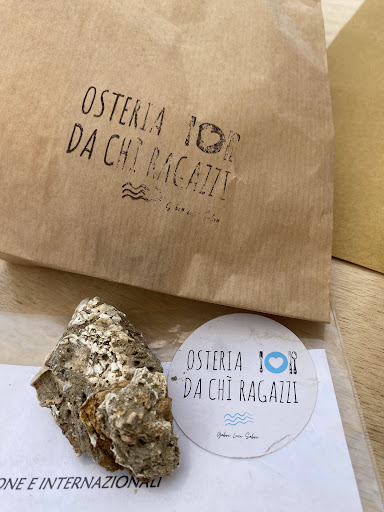 OSTERIA
DA CHÌ RAGAZZI
OSTERIA
DA CHÌ RAGAZZI
ONE E INTERNAZIONALI